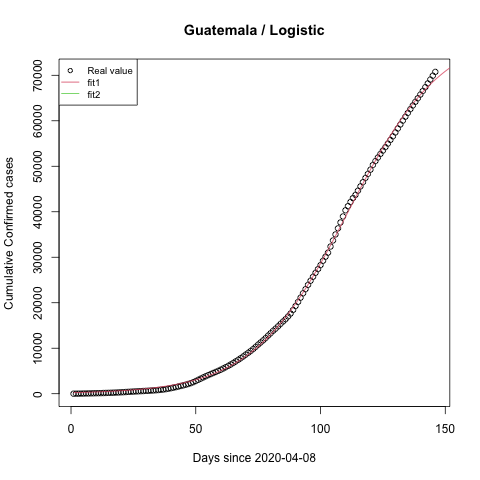 Guatemala / Logistic
Real value
fit1
fit2
Cumulative Confirmed cases
70000
60000
50000
40000
30000
20000
10000
0
0 50 100 150
Days since 2020-04-08